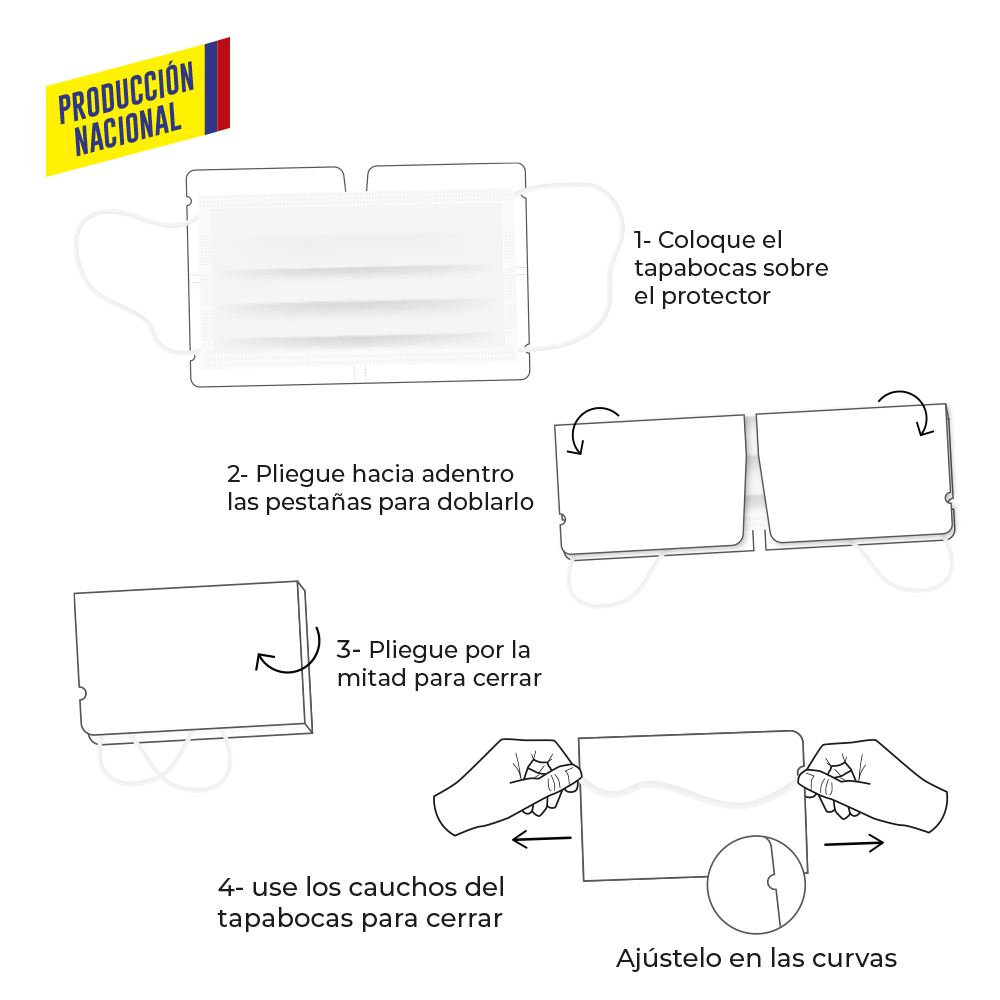 PRODUCCIÓN
NACIONAL
1- Coloque el
tapabocas sobre
el protector
2- Pliegue hacia adentro
las pestañas para doblarlo
3- Pliegue por la
mitad para cerrar
4- use los cauchos del
tapabocas para cerrar
Ajústelo en las curvas